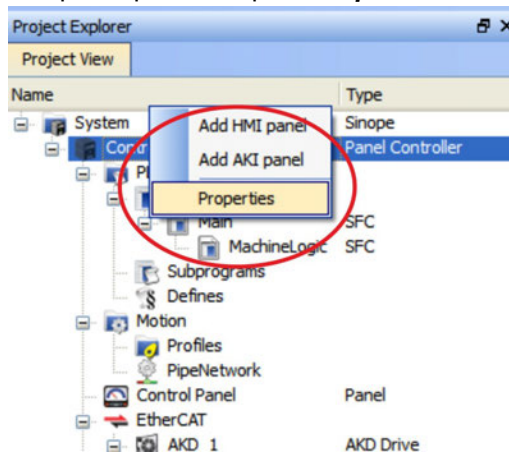 Project Explorer
Project View
Name Type
System Add HMI panel Sinope
Contr Panel Controller
Add AKI panel
Properties
Main SFC
MachineLogic SFC
Subprograms
Defines
Motion
Profiles
PipeNetwork
Control Panel Panel
EtherCAT
AKD 1 AKD Drive